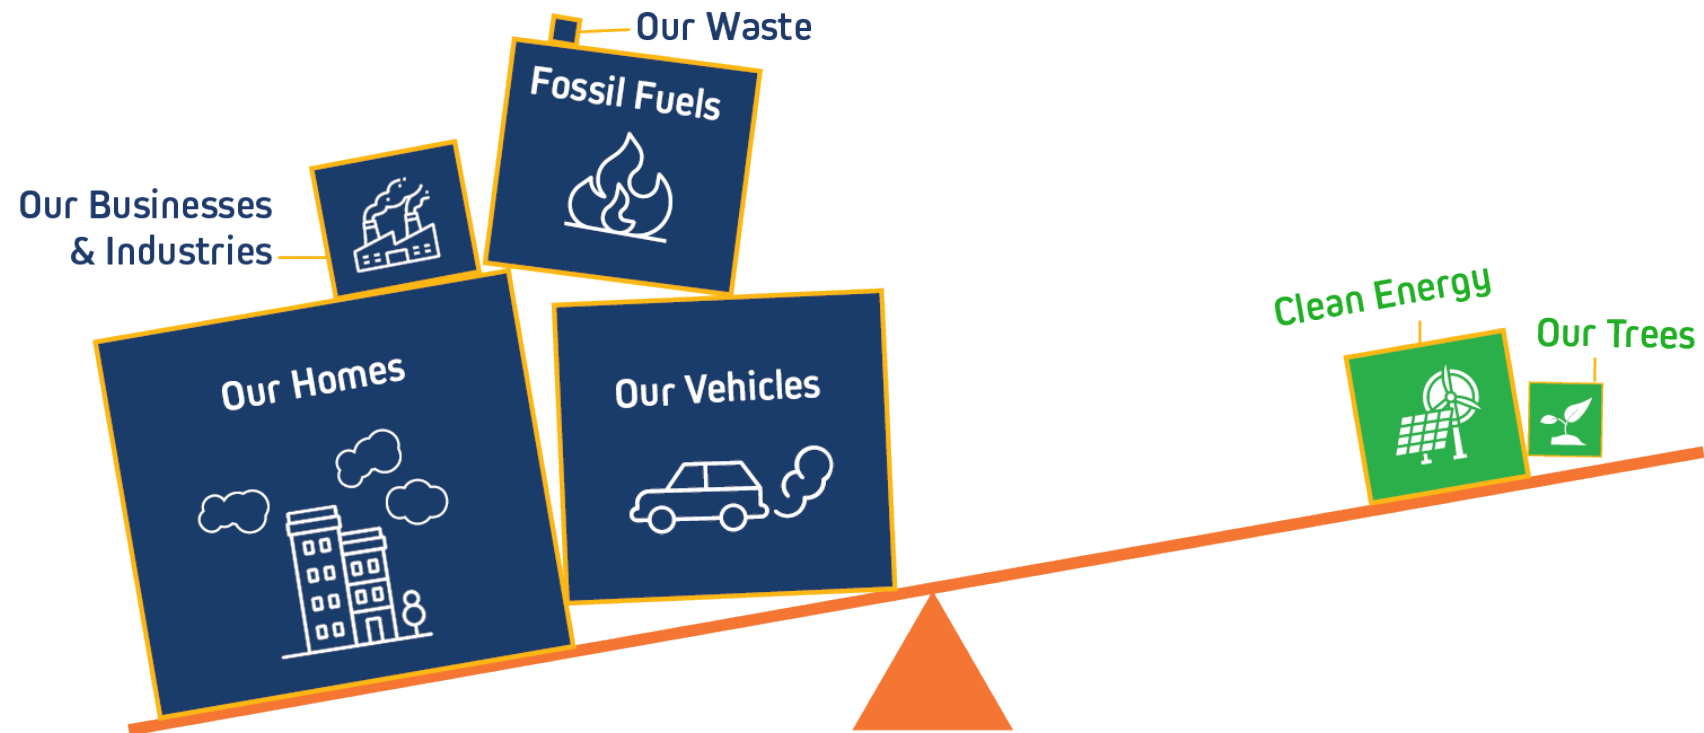 Our Waste
Fossil Fuels
Our Businesses
& Industries
Our Homes
Our Vehicles
Clean Energy
Our Trees